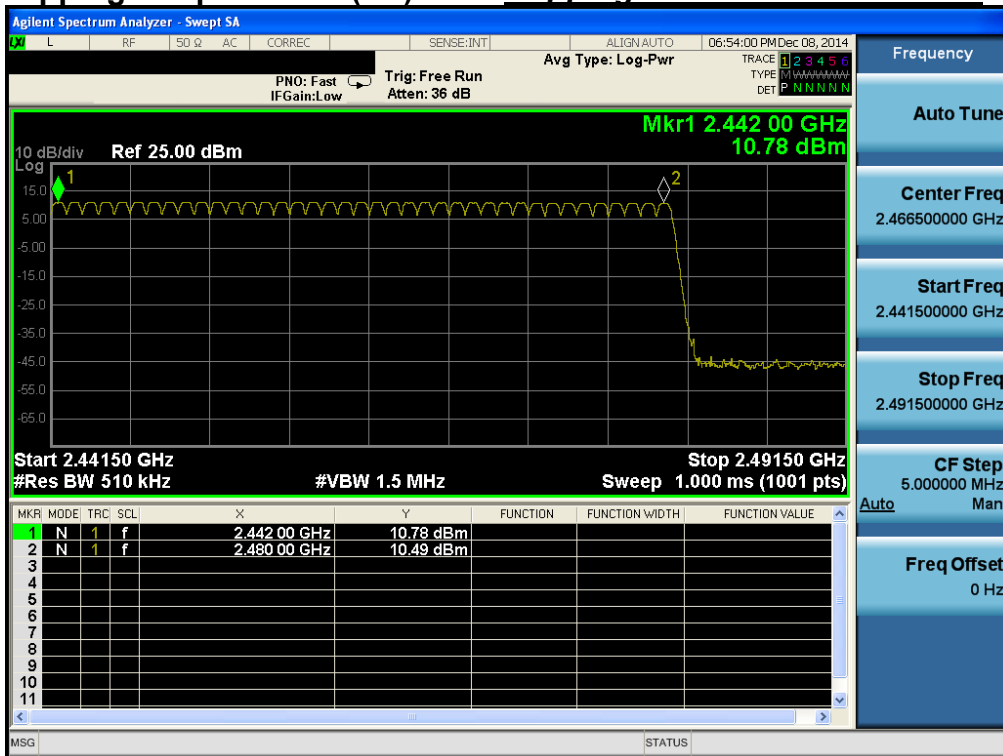 Agilent Spectrum Analyzer - Swept SA
LXI L RF 50 Ω AC CORREC SENSE:INT ALIGN AUTO 06:54:00 PM Dec 08, 2014
Frequency
PNO: Fast
IFGain:Low
Trig: Free Run
Atten: 36 dB
Avg Type: Log-Pwr
TRACE 1 2 3 4 5 6
TYPE M
DET P N N N N N
Auto Tune
Mkr1 2.442 00 GHz
10.78 dBm
10 dB/div Ref 25.00 dBm
Log
1
2
15.0
5.00
-5.00
-15.0
-25.0
-35.0
-45.0
-55.0
-65.0
Center Freq
2.466500000 GHz
Start Freq
2.441500000 GHz
Stop Freq
2.491500000 GHz
Start 2.44150 GHz
Stop 2.49150 GHz
#Res BW 510 kHz
#VBW 1.5 MHz
Sweep 1.000 ms (1001 pts)
CF Step
5.000000 MHz
Auto Man
MKR MODE TRC SCL X Y FUNCTION FUNCTION WIDTH FUNCTION VALUE
1 N 1 f 2.442 00 GHz 10.78 dBm
2 N 1 f 2.480 00 GHz 10.49 dBm
3
4
5
6
7
8
9
10
11
Freq Offset
0 Hz
MSG
STATUS